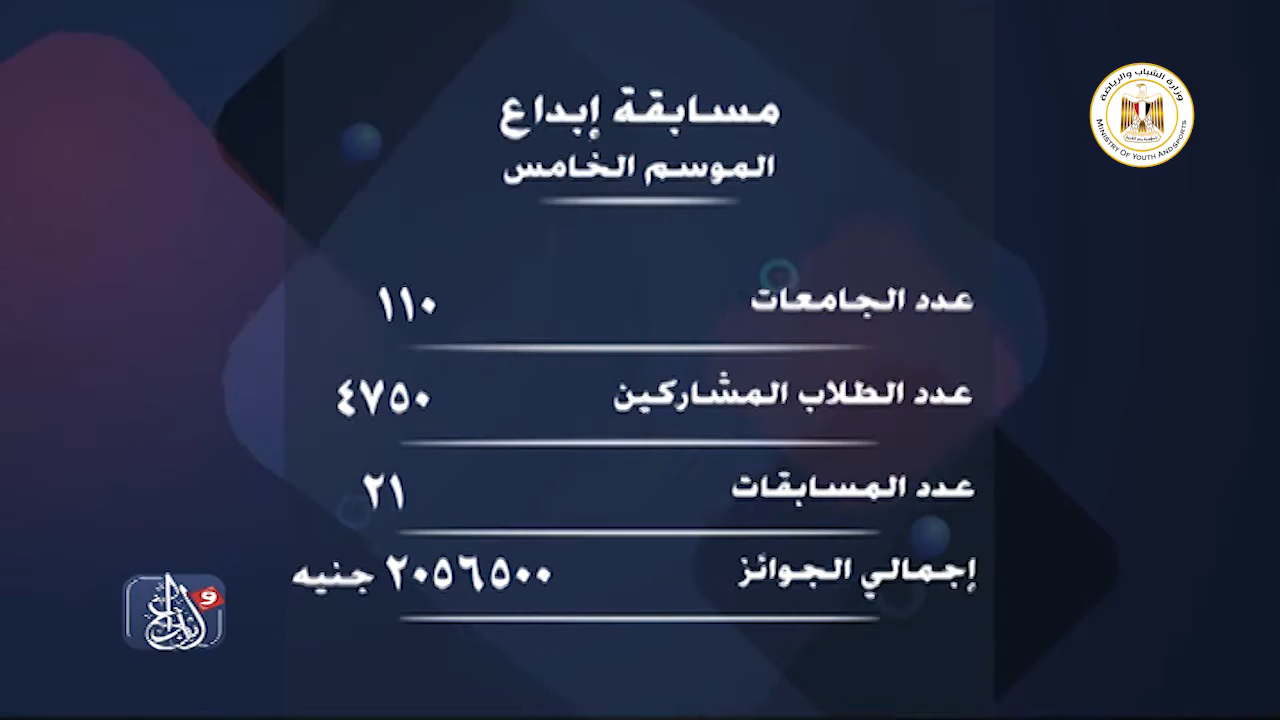 مسابقة إبداع
الموسم الخامس
وزارة الشباب والرياضة
MINISTRY OF YOUTH AND SPORTS
عدد الجامعات ١١٠
عدد الطلاب المشاركين ٤٧٥٠
عدد المسابقات ٢١
إجمالي الجوائز ٢٠٥٦٥٠٠ جنيه
إبداع ٩